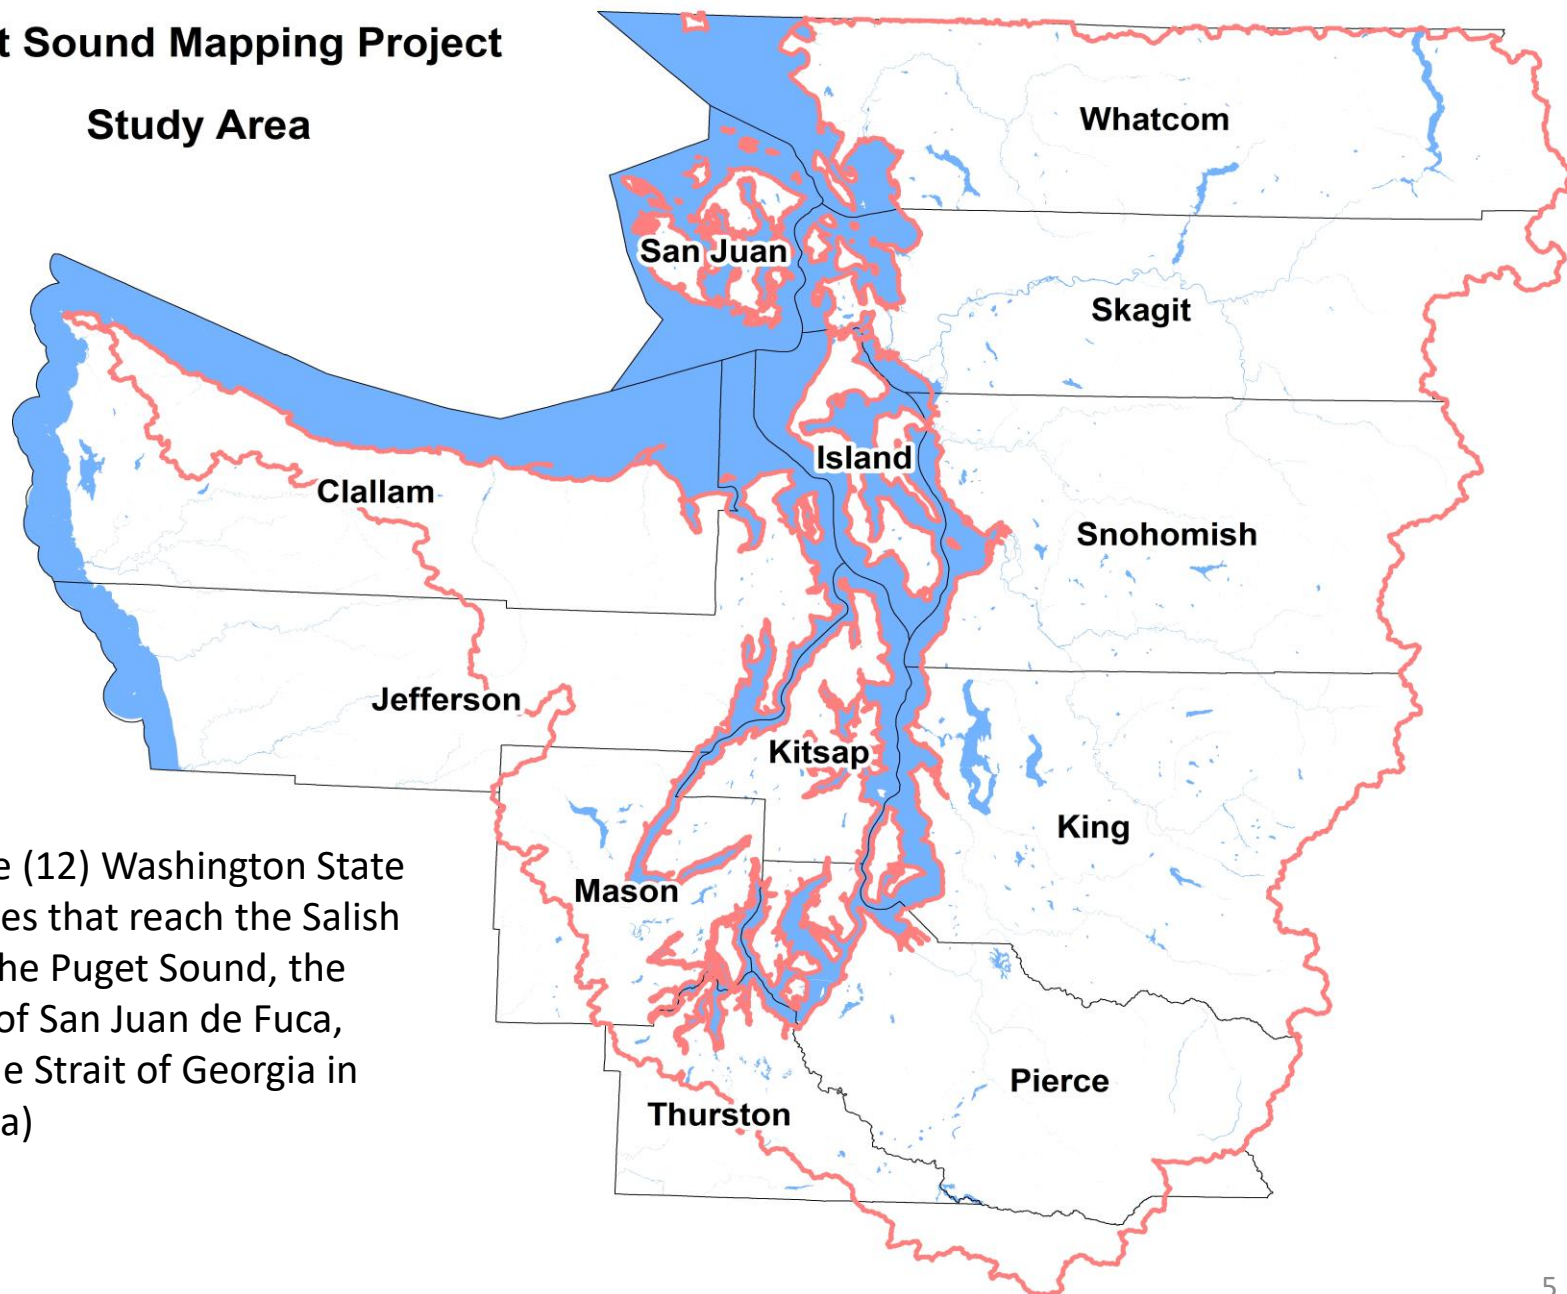 t Sound Mapping Project
Study Area
Whatcom
San Juan
Skagit
Island
Clallam
Snohomish
Jefferson
Kitsap
King
e (12) Washington State
Mason
es that reach the Salish
he Puget Sound, the
of San Juan de Fuca,
e Strait of Georgia in
a)
Pierce
Thurston
5